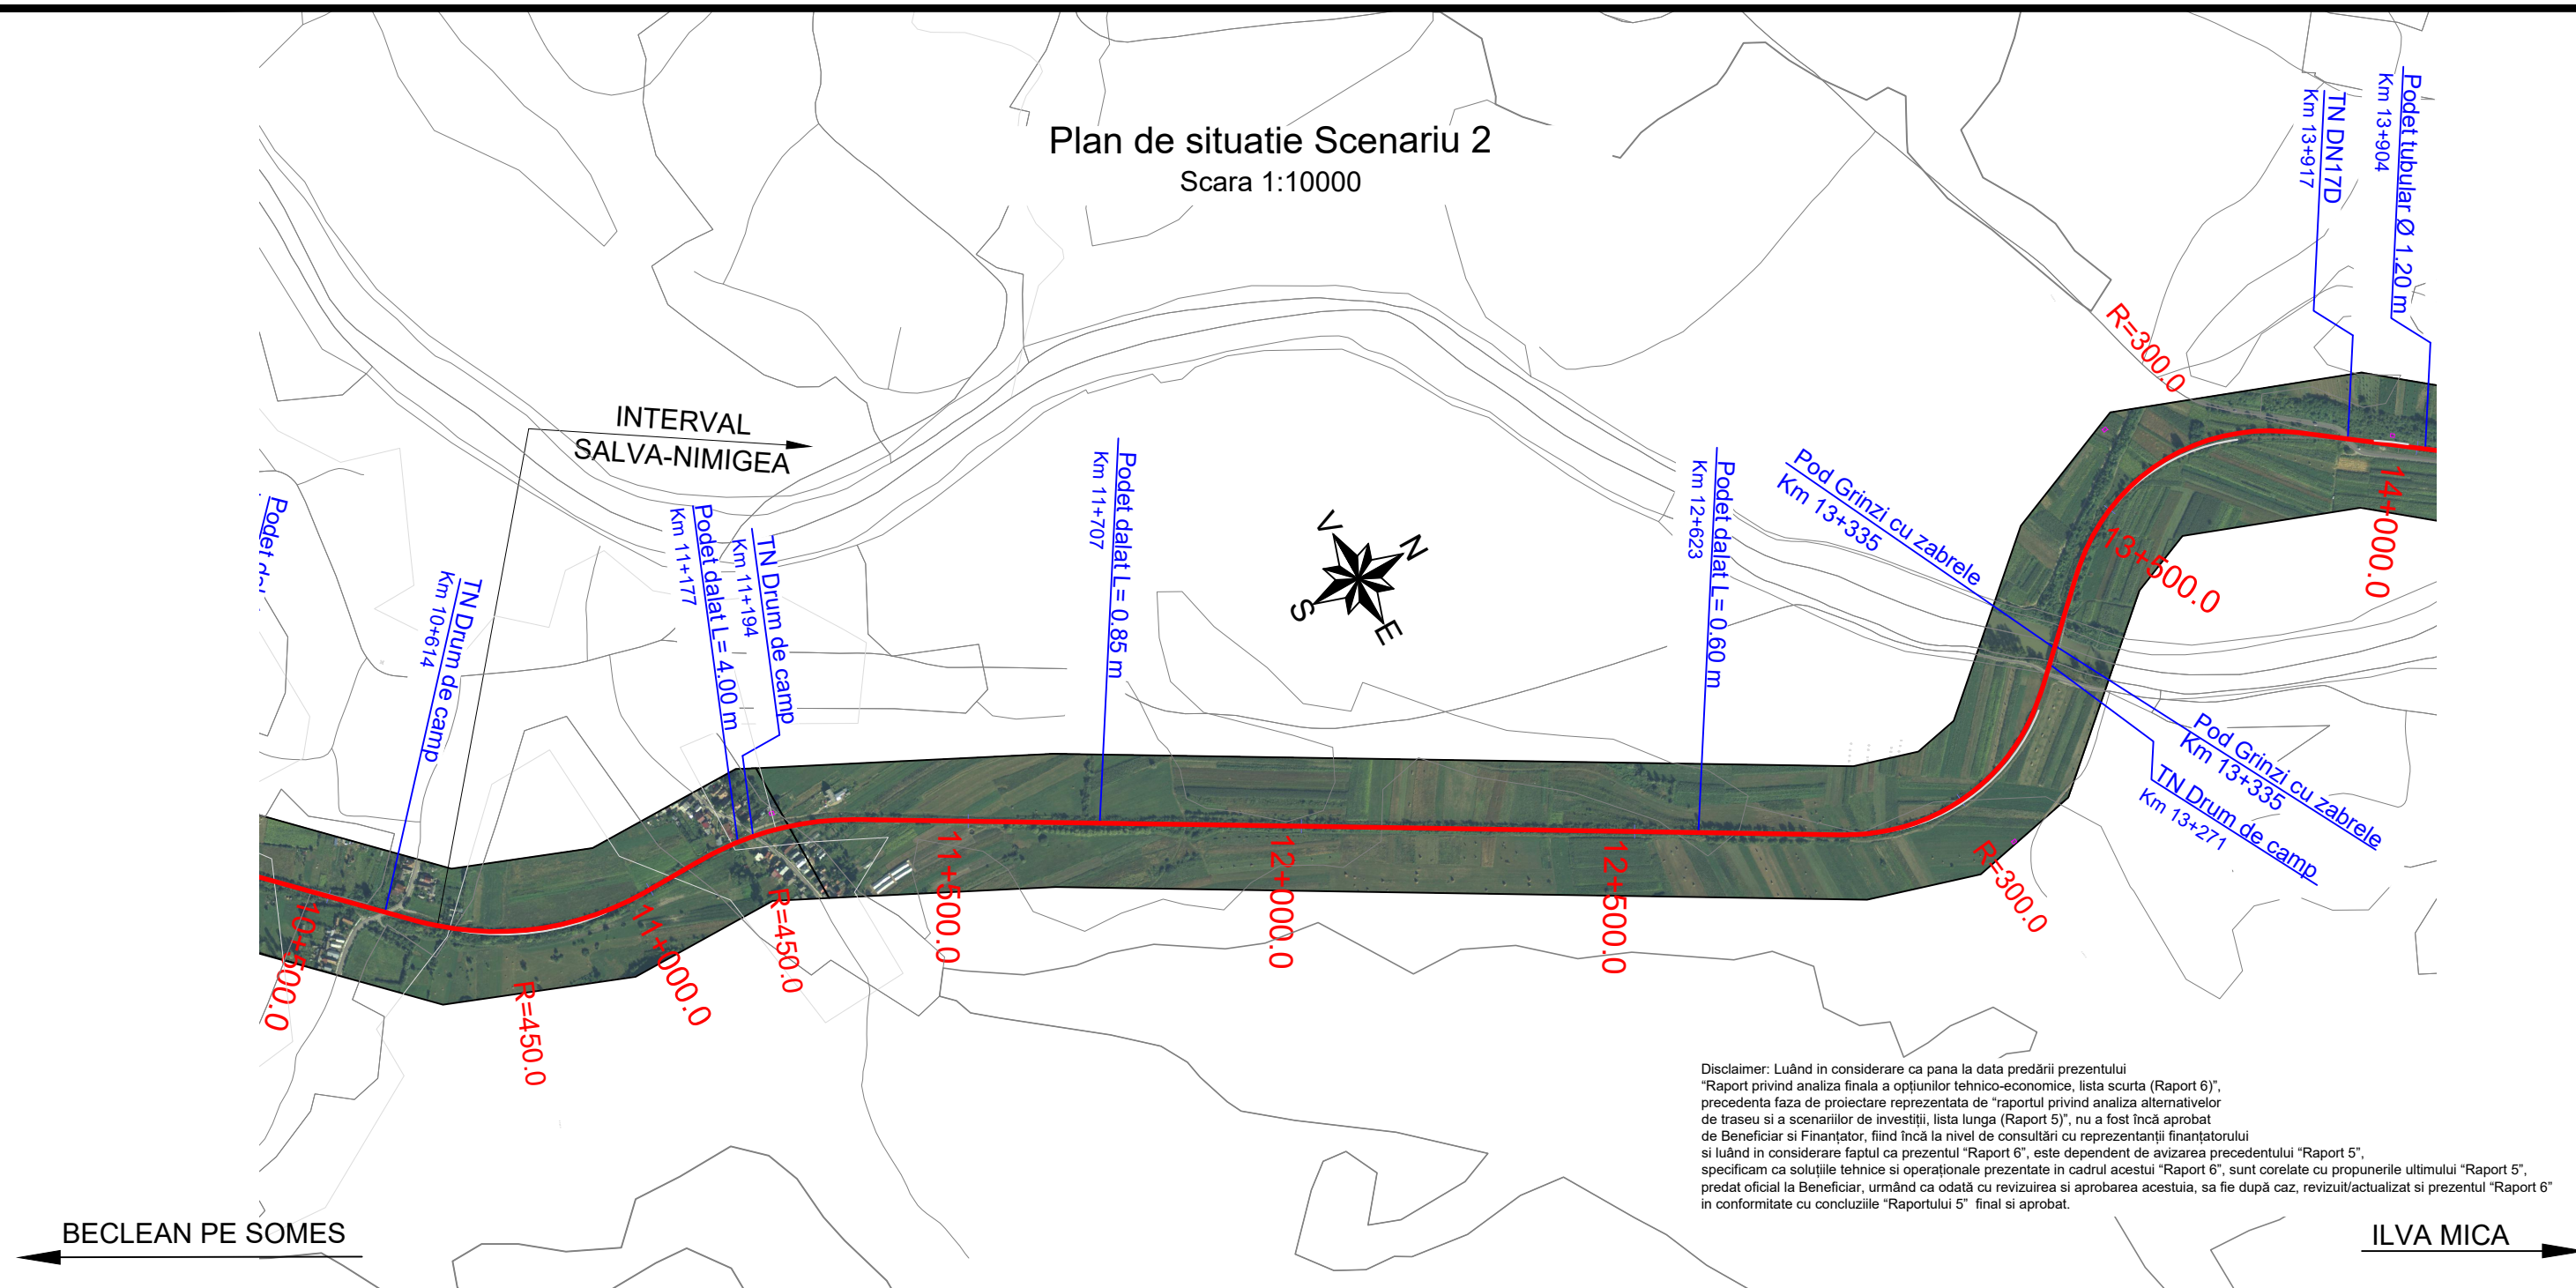 Plan de situatie Scenariu 2
Scara 1:10000
INTERVAL
SALVA-NIMIGEA
Podet
TN Drum de camp
Km 10+614
Podet dalat L= 4.00 m
Km 11+177
TN Drum de camp
Km 11+194
Podet dalat L= 0.85 m
Km 11+707
Podet dalat L= 0.60 m
Km 12+623
Pod Grinzi cu zabrele
Km 13+335
TN DN17D
Km 13+917
Podet tubular Ø 1.20 m
Km 13+904
Pod Grinzi cu zabrele
Km 13+335
TN Drum de camp
Km 13+271
V
N
S
E
10+500.0
R=450.0
11+000.0
R=450.0
11+500.0
12+000.0
12+500.0
R=300.0
13+500.0
R=300.0
14+000.0
Disclaimer: Luând in considerare ca pana la data predării prezentului
“Raport privind analiza finala a opțiunilor tehnico-economice, lista scurta (Raport 6)”,
precedenta faza de proiectare reprezentata de “raportul privind analiza alternativelor
de traseu si a scenariilor de investiții, lista lunga (Raport 5)”, nu a fost încă aprobat
de Beneficiar si Finanțator, fiind încă la nivel de consultări cu reprezentanții finanțatorului
si luând in considerare faptul ca prezentul “Raport 6”, este dependent de avizarea precedentului “Raport 5”,
specificam ca soluțiile tehnice si operaționale prezentate in cadrul acestui “Raport 6”, sunt corelate cu propunerile ultimului “Raport 5”,
predat oficial la Beneficiar, urmând ca odată cu revizuirea si aprobarea acestuia, sa fie după caz, revizuit/actualizat si prezentul “Raport 6”
in conformitate cu concluziile “Raportului 5” final si aprobat.
BECLEAN PE SOMES
ILVA MICA